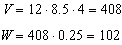 V = 12 · 8.5 · 4 = 408
W = 408 · 0.25 = 102